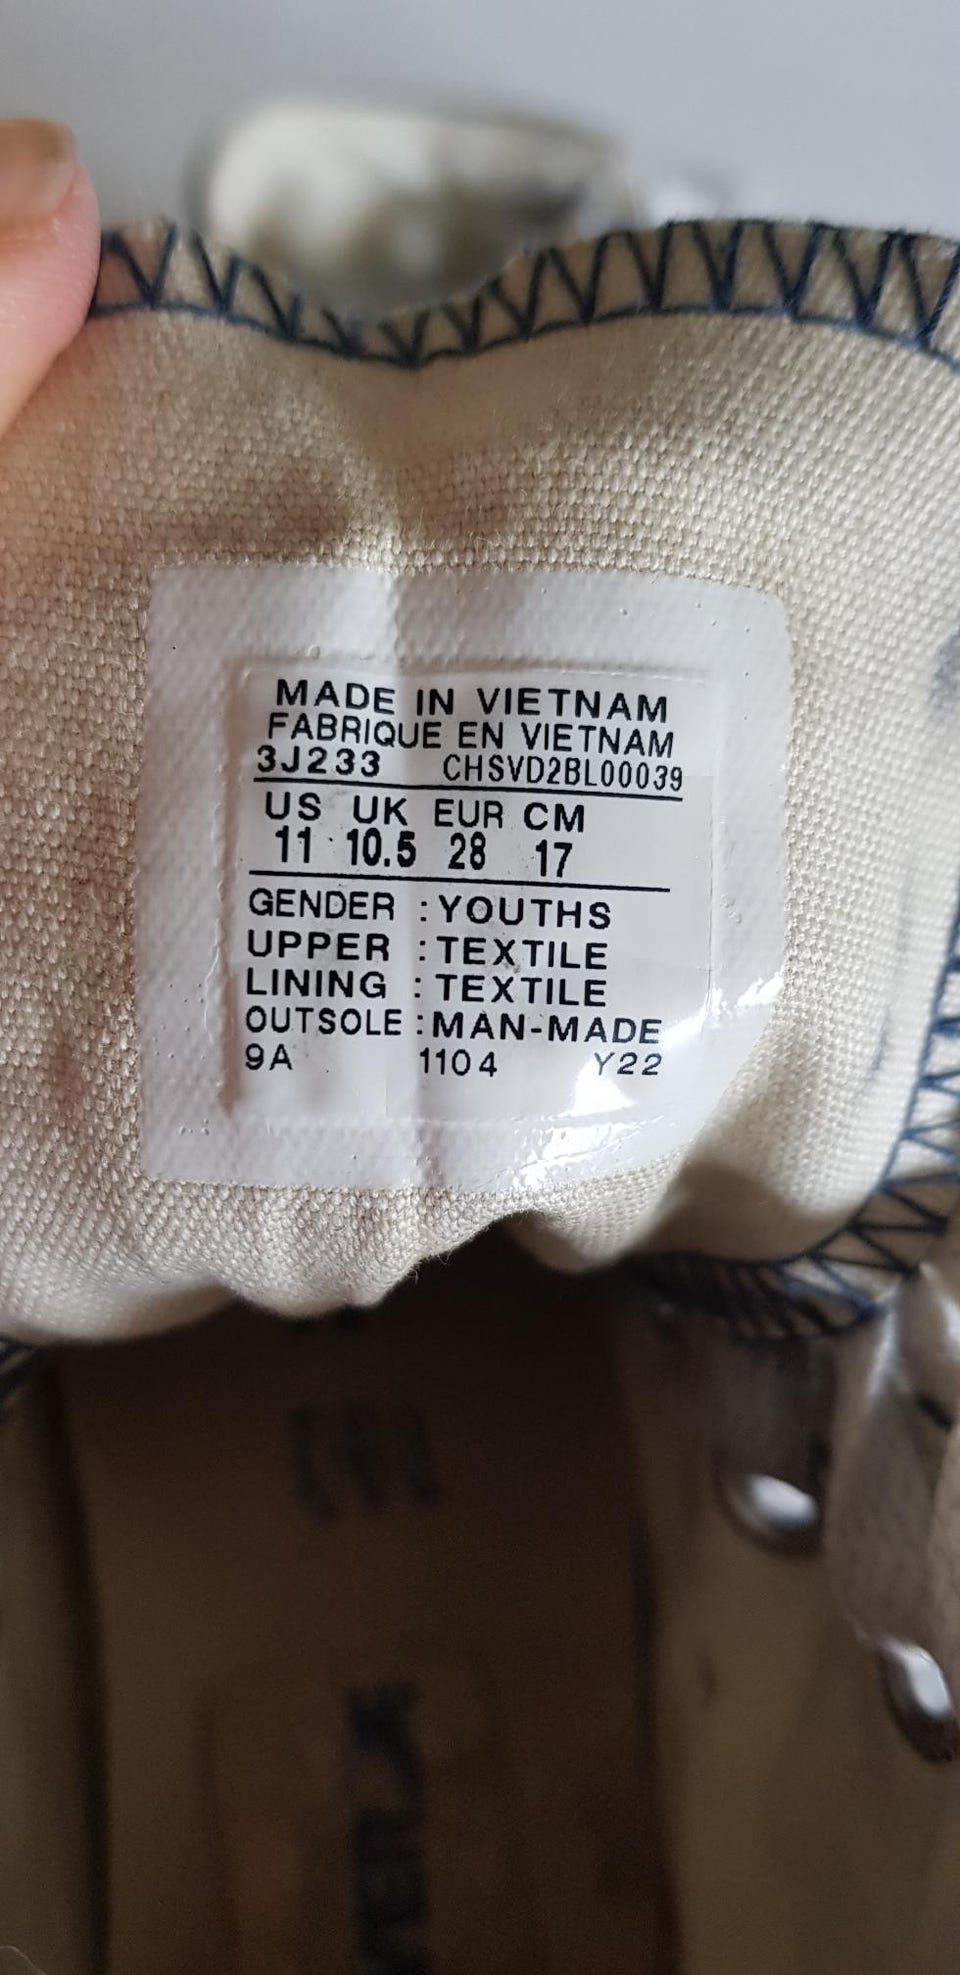 MADE IN VIETNAM
FABRIQUE EN VIETNAM
3J233 CHSVD2BL00039
US UK EUR CM
11 10.5 28 17
GENDER : YOUTHS
UPPER : TEXTILE
LINING : TEXTILE
OUTSOLE : MAN-MADE
9A 1104 Y22